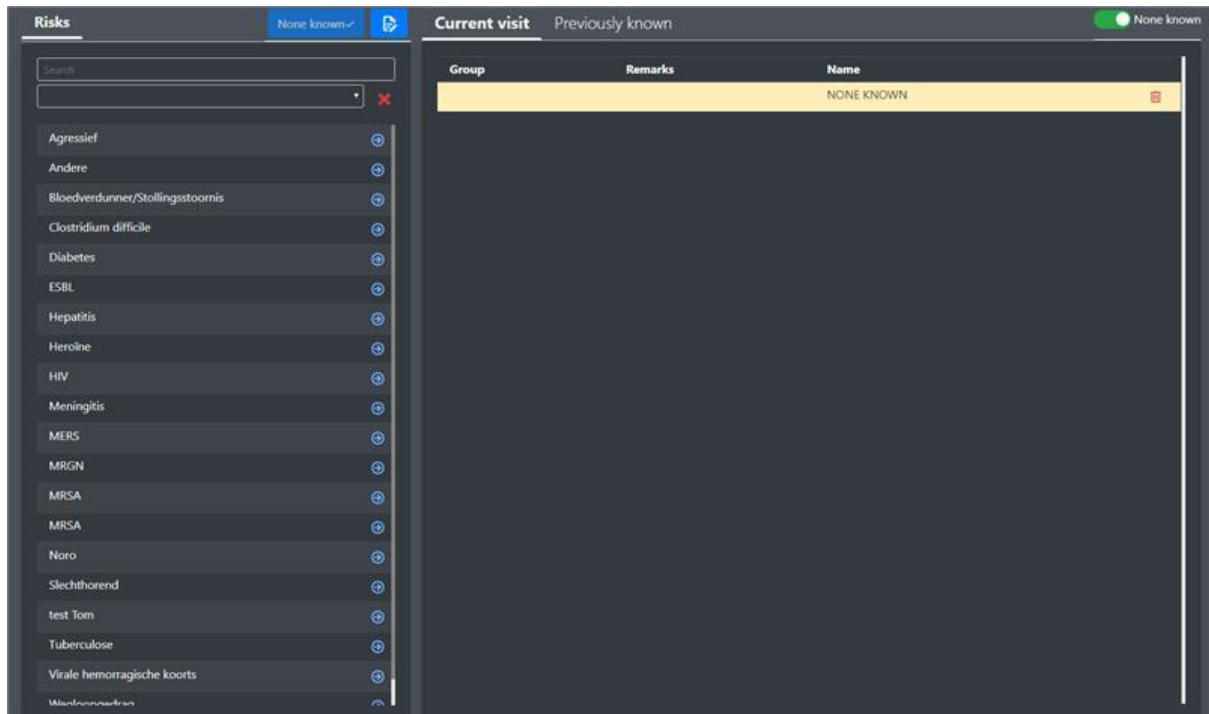 Risks
None known
Search
Agressief
Andere
Bloedverdunner/Stollingsstoornis
Clostridium difficile
Diabetes
ESBL
Hepatitis
Heroïne
HIV
Meningitis
MERS
MRGN
MRSA
MRSA
Noro
Slechthorend
test Tom
Tuberculose
Virale hemorragische koorts
Current visit Previously known
None known
Group Remarks Name
NONE KNOWN